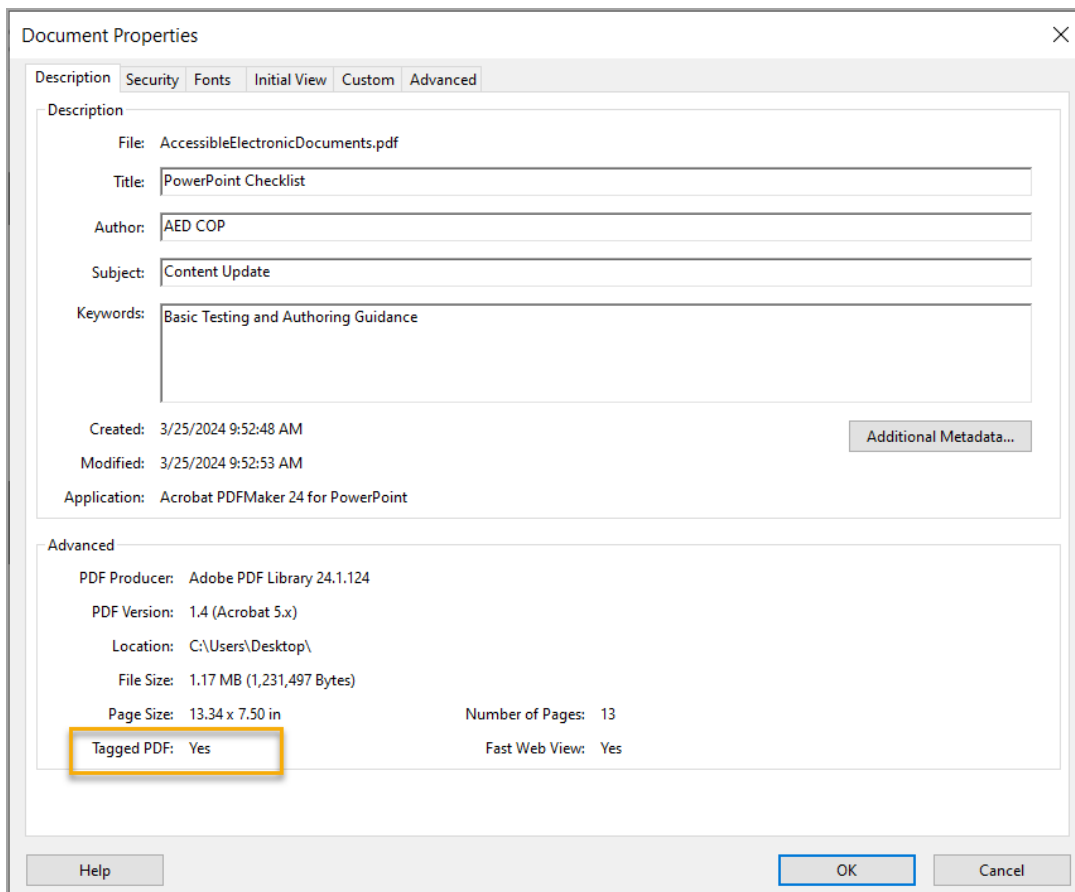 Document Properties
Description Security Fonts Initial View Custom Advanced
Description
File: AccessibleElectronicDocuments.pdf
Title: PowerPoint Checklist
Author: AED COP
Subject: Content Update
Keywords: Basic Testing and Authoring Guidance
Created: 3/25/2024 9:52:48 AM
Additional Metadata...
Modified: 3/25/2024 9:52:53 AM
Application: Acrobat PDFMaker 24 for PowerPoint
Advanced
PDF Producer: Adobe PDF Library 24.1.124
PDF Version: 1.4 (Acrobat 5.x)
Location: C:\Users\Desktop\
File Size: 1.17 MB (1,231,497 Bytes)
Page Size: 13.34 x 7.50 in Number of Pages: 13
Tagged PDF: Yes Fast Web View: Yes
Help OK Cancel